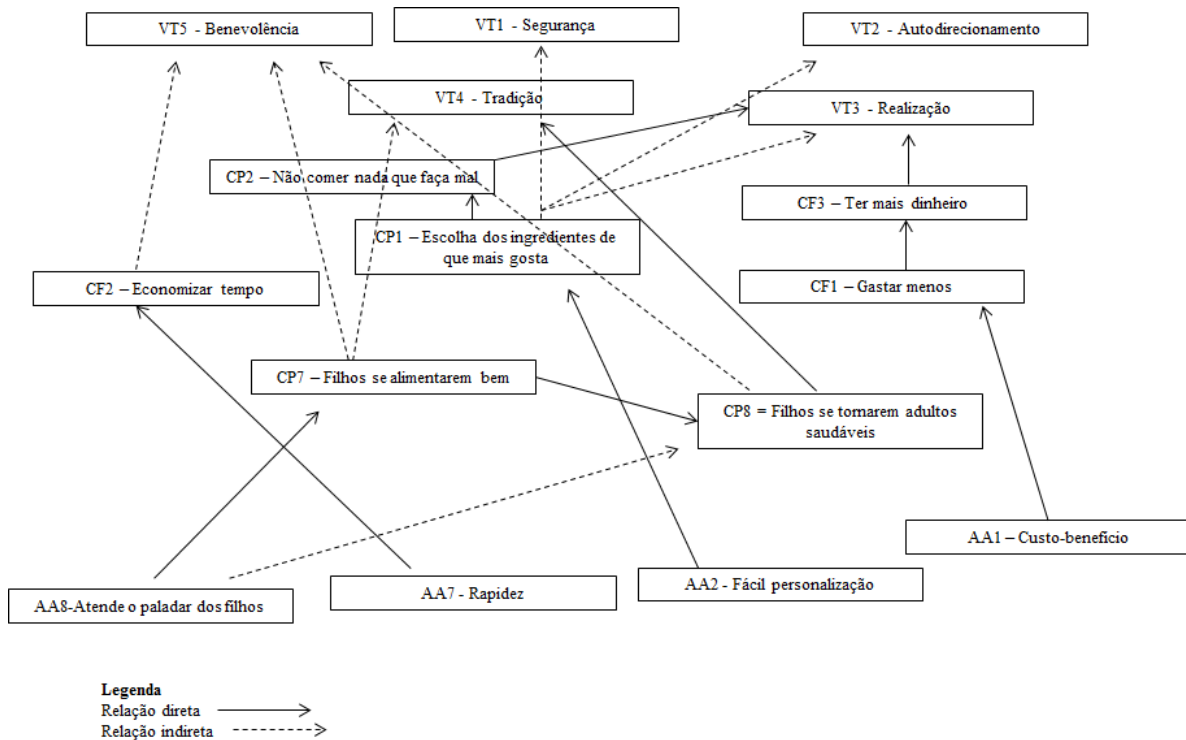 VT5 - Benevolência
VT1 - Segurança
VT2 - Autodirecionamento
VT4 - Tradição
VT3 - Realização
CP2 – Não comer nada que faça mal
CF3 – Ter mais dinheiro
CP1 – Escolha dos ingredientes de
que mais gosta
CF2 – Economizar tempo
CF1 – Gastar menos
CP7 – Filhos se alimentarem bem
CP8 = Filhos se tornarem adultos
saudáveis
AA1 – Custo-benefício
AA8-Atende o paladar dos filhos
AA7 - Rapidez
AA2 - Fácil personalização
Legenda
Relação direta
Relação indireta